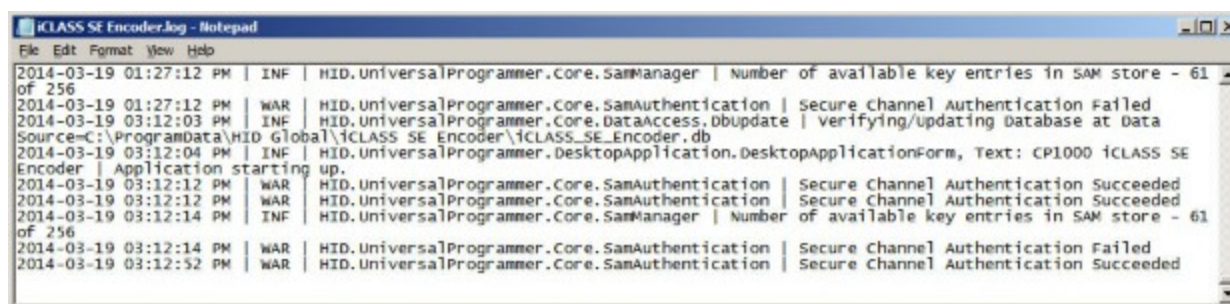 iCLASS SE Encoder.log - Notepad
File Edit Format View Help
2014-03-19 01:27:12 PM | INF | HID.UniversalProgrammer.Core.SamManager | Number of available key entries in SAM store - 61
of 256
2014-03-19 01:27:12 PM | WAR | HID.UniversalProgrammer.Core.SamAuthentication | Secure Channel Authentication Failed
2014-03-19 03:12:03 PM | INF | HID.UniversalProgrammer.Core.DataAccess.DbUpdate | Verifying/Updating Database at Data
Source=C:\ProgramData\HID Global\iCLASS SE Encoder\iCLASS_SE_Encoder.db
2014-03-19 03:12:04 PM | INF | HID.UniversalProgrammer.DesktopApplication.DesktopApplicationForm, Text: CP1000 iCLASS SE
Encoder | Application starting up.
2014-03-19 03:12:12 PM | WAR | HID.UniversalProgrammer.Core.SamAuthentication | Secure Channel Authentication Succeeded
2014-03-19 03:12:12 PM | WAR | HID.UniversalProgrammer.Core.SamAuthentication | Secure Channel Authentication Succeeded
2014-03-19 03:12:14 PM | INF | HID.UniversalProgrammer.Core.SamManager | Number of available key entries in SAM store - 61
of 256
2014-03-19 03:12:14 PM | WAR | HID.UniversalProgrammer.Core.SamAuthentication | Secure Channel Authentication Failed
2014-03-19 03:12:52 PM | WAR | HID.UniversalProgrammer.Core.SamAuthentication | Secure Channel Authentication Succeeded